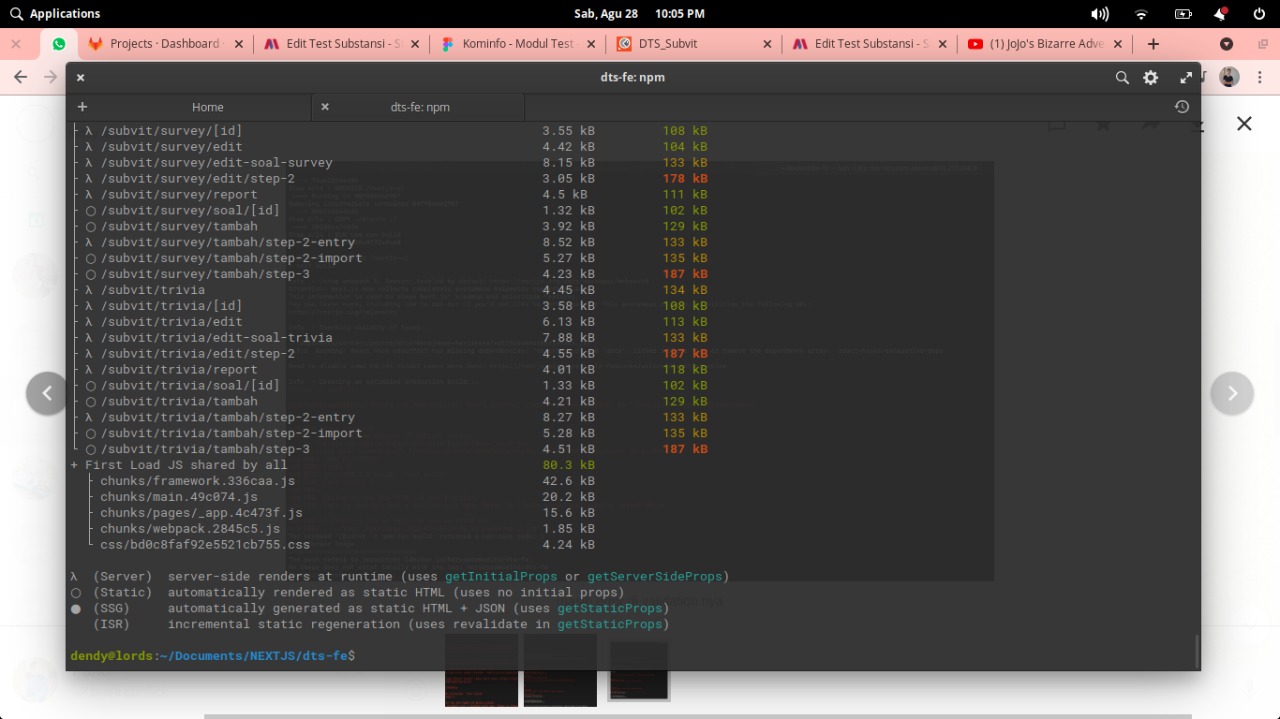 Applications
Sab, Agu 28 10:05 PM
Projects · Dashboard
Edit Test Substansi - S
Kominfo - Modul Test
DTS_Subvit
Edit Test Substansi - S
(1) JoJo's Bizarre Adve
dts-fe: npm
Home
dts-fe: npm
λ /subvit/survey/[id] 3.55 kB 108 kB
λ /subvit/survey/edit 4.42 kB 104 kB
λ /subvit/survey/edit-soal-survey 8.15 kB 133 kB
λ /subvit/survey/edit/step-2 3.05 kB 178 kB
λ /subvit/survey/report 4.5 kB 111 kB
○ /subvit/survey/soal/[id] 1.32 kB 102 kB
○ /subvit/survey/tambah 3.92 kB 129 kB
λ /subvit/survey/tambah/step-2-entry 8.52 kB 133 kB
○ /subvit/survey/tambah/step-2-import 5.27 kB 135 kB
○ /subvit/survey/tambah/step-3 4.23 kB 187 kB
λ /subvit/trivia 4.45 kB 134 kB
λ /subvit/trivia/[id] 3.58 kB 108 kB
λ /subvit/trivia/edit 6.13 kB 113 kB
λ /subvit/trivia/edit-soal-trivia 7.88 kB 133 kB
λ /subvit/trivia/edit/step-2 4.55 kB 187 kB
λ /subvit/trivia/report 4.01 kB 118 kB
○ /subvit/trivia/soal/[id] 1.33 kB 102 kB
○ /subvit/trivia/tambah 4.21 kB 129 kB
λ /subvit/trivia/tambah/step-2-entry 8.27 kB 133 kB
○ /subvit/trivia/tambah/step-2-import 5.28 kB 135 kB
○ /subvit/trivia/tambah/step-3 4.51 kB 187 kB
+ First Load JS shared by all 80.3 kB
chunks/framework.336caa.js 42.6 kB
chunks/main.49c074.js 20.2 kB
chunks/pages/_app.4c473f.js 15.6 kB
chunks/webpack.2845c5.js 1.85 kB
css/bd0c8faf92e5521cb755.css 4.24 kB
λ (Server) server-side renders at runtime (uses getInitialProps or getServerSideProps)
○ (Static) automatically rendered as static HTML (uses no initial props)
● (SSG) automatically generated as static HTML + JSON (uses getStaticProps)
(ISR) incremental static regeneration (uses revalidate in getStaticProps)
dendy@lords:~/Documents/NEXTJS/dts-fe$